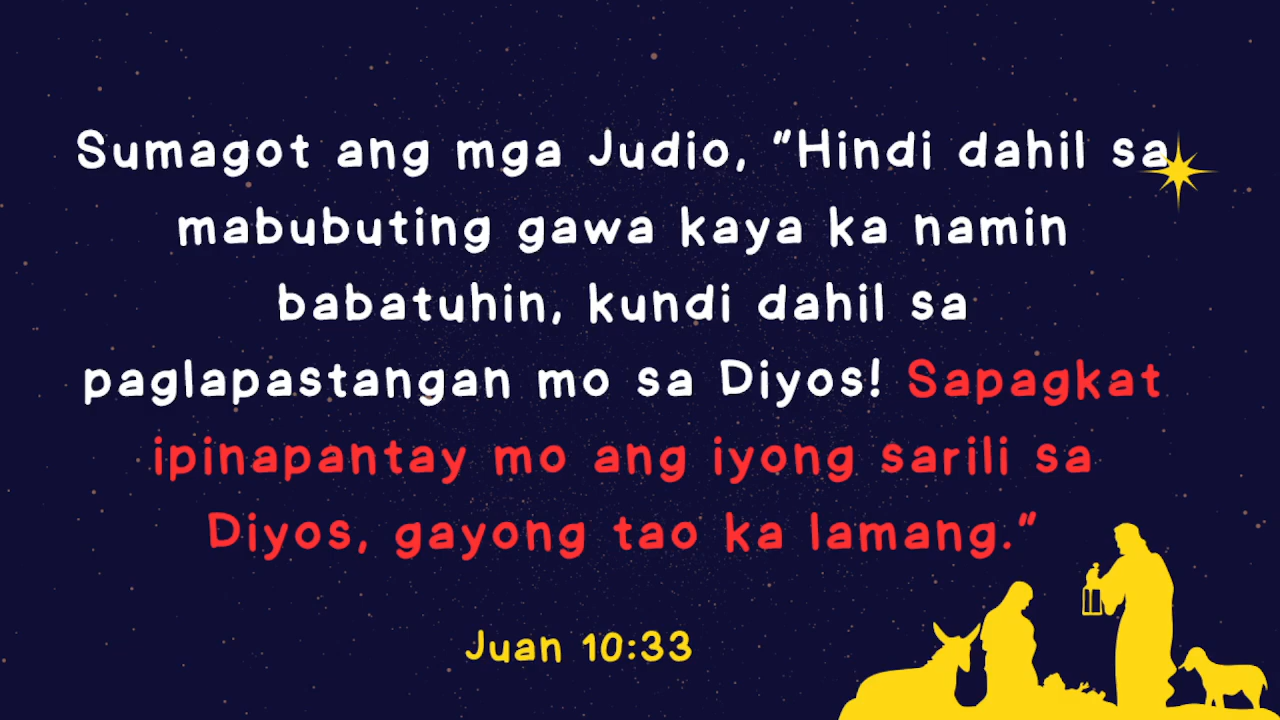 Sumagot ang mga Judio, "Hindi dahil sa
mabubuting gawa kaya ka namin
babatuhin, kundi dahil sa
paglapastangan mo sa Diyos! Sapagkat
ipinapantay mo ang iyong sarili sa
Diyos, gayong tao ka lamang."
Juan 10:33